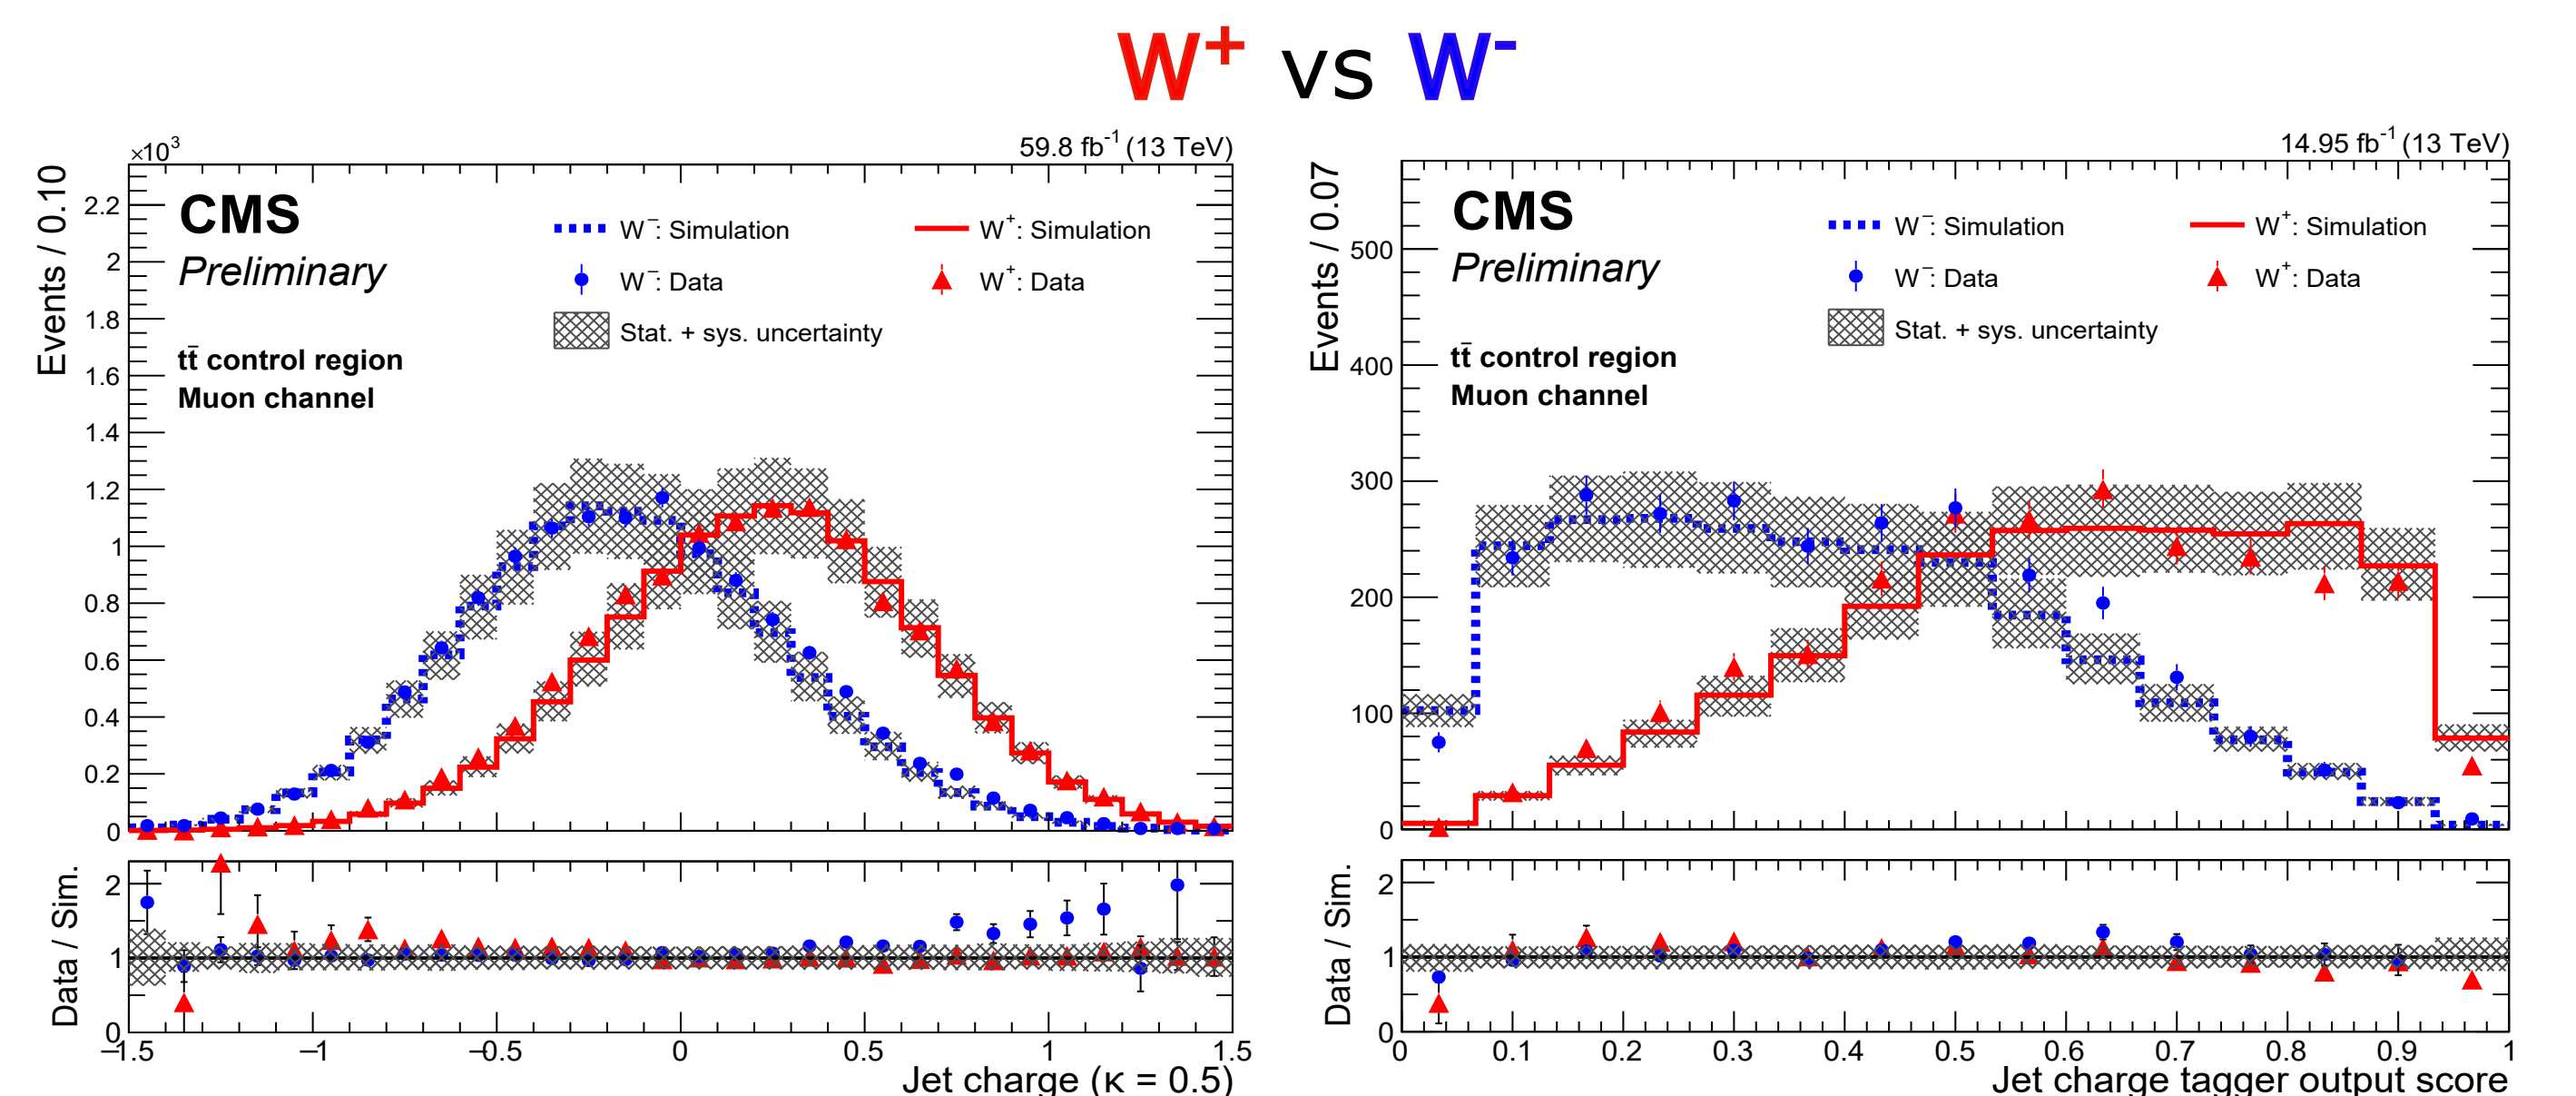 W⁺ vs W⁻
×10³
59.8 fb⁻¹ (13 TeV)
Events / 0.10
CMS
Preliminary
tt̄ control region
Muon channel
W⁻: Simulation
W⁺: Simulation
W⁻: Data
W⁺: Data
Stat. + sys. uncertainty
2.2
2
1.8
1.6
1.4
1.2
1
0.8
0.6
0.4
0.2
0
Data / Sim.
2
1
0
−1.5 −1 −0.5 0 0.5 1 1.5
Jet charge (κ = 0.5)
14.95 fb⁻¹ (13 TeV)
Events / 0.07
CMS
Preliminary
tt̄ control region
Muon channel
W⁻: Simulation
W⁺: Simulation
W⁻: Data
W⁺: Data
Stat. + sys. uncertainty
500
400
300
200
100
0
Data / Sim.
2
1
0
0 0.1 0.2 0.3 0.4 0.5 0.6 0.7 0.8 0.9 1
Jet charge tagger output score